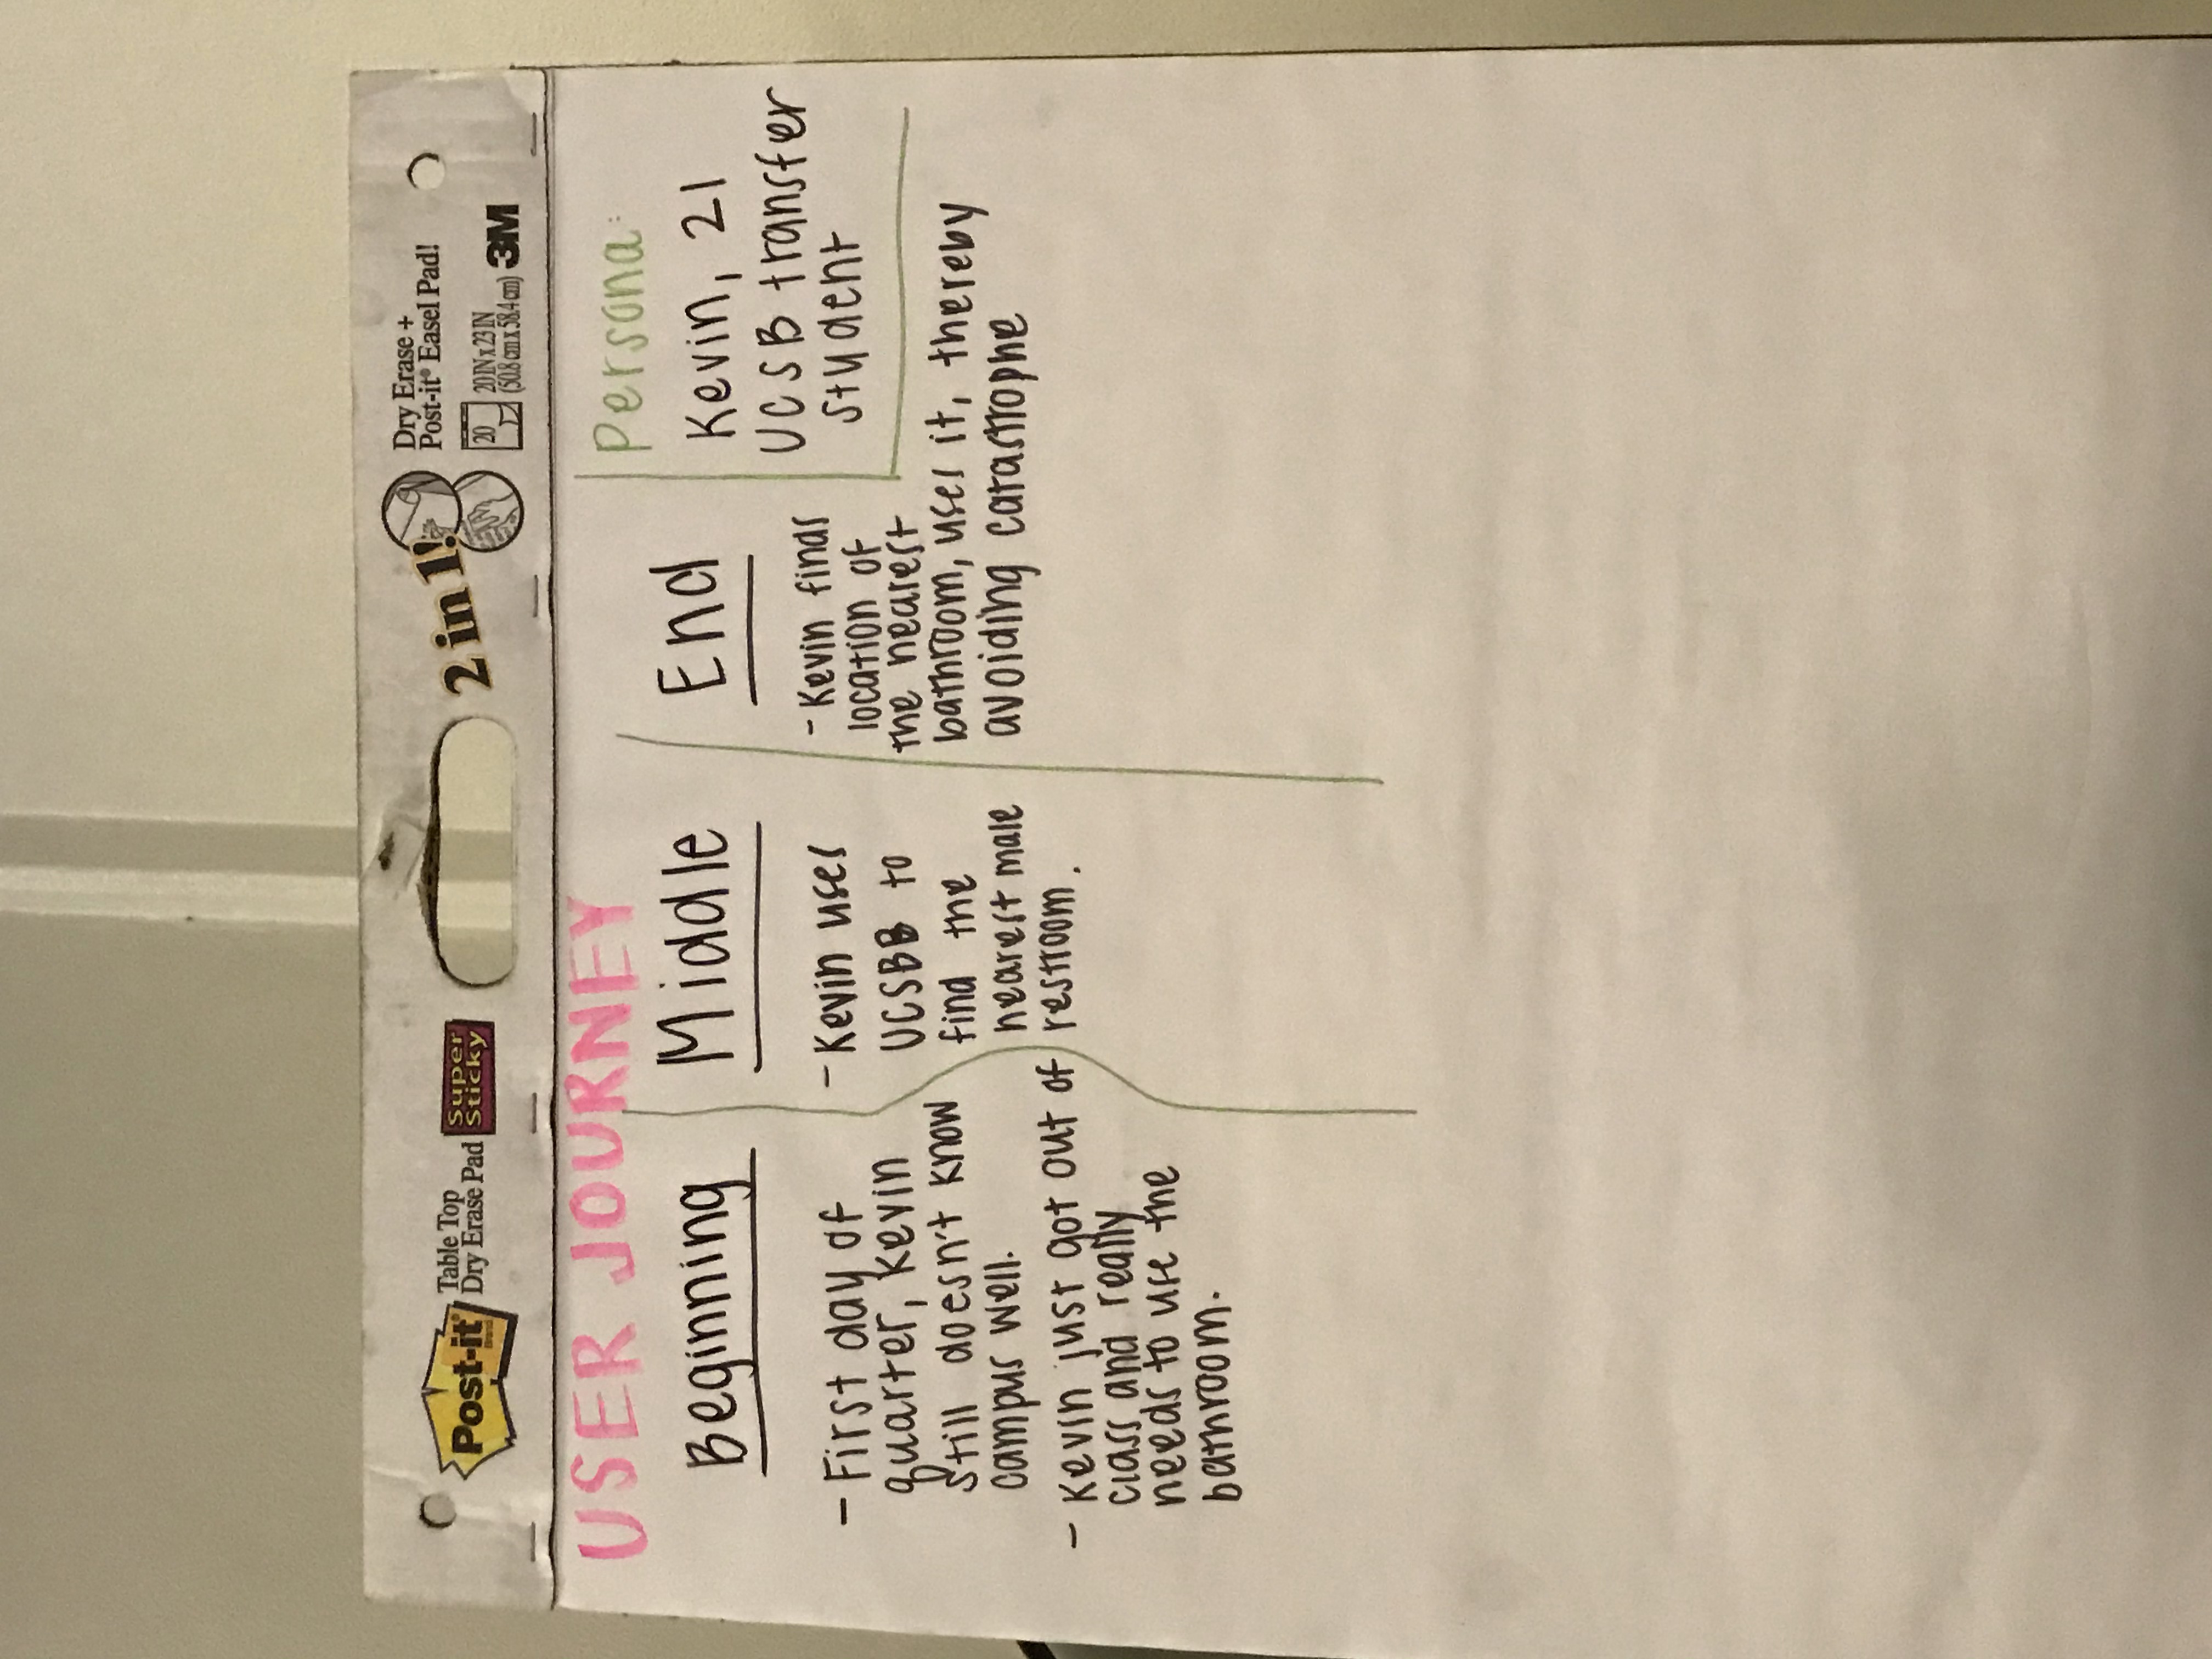 Post-it
Brand
Table Top
Dry Erase Pad
Super
Sticky
2 in 1!
Dry Erase +
Post-it® Easel Pad!
20
20 IN x 23 IN
(50.8 cm x 58.4 cm)
3M
USER JOURNEY
Beginning
- First day of
quarter, Kevin
still doesn't know
campus well.
- Kevin just got out of
class and really
needs to use the
bathroom.
Middle
- Kevin uses
UCSBB to
find the
nearest male
restroom.
End
- Kevin finds
location of
the nearest
bathroom, uses it, thereby
avoiding catastrophe
Persona:
Kevin, 21
UCSB transfer
student